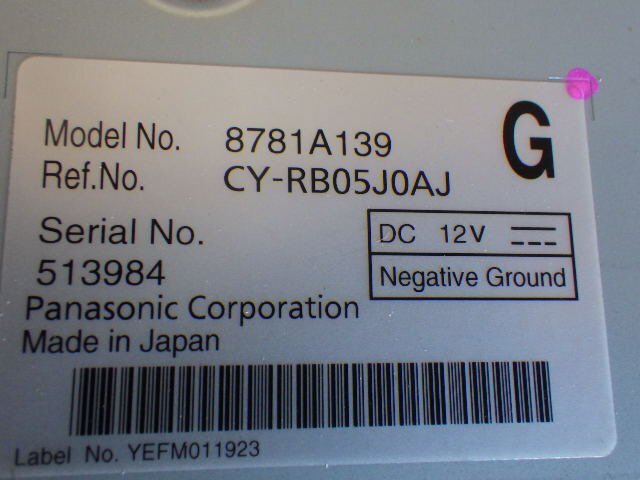 G
Model No. 8781A139
Ref.No. CY-RB05J0AJ
Serial No.
513984
DC 12V
Negative Ground
Panasonic Corporation
Made in Japan
Label No. YEFM011923